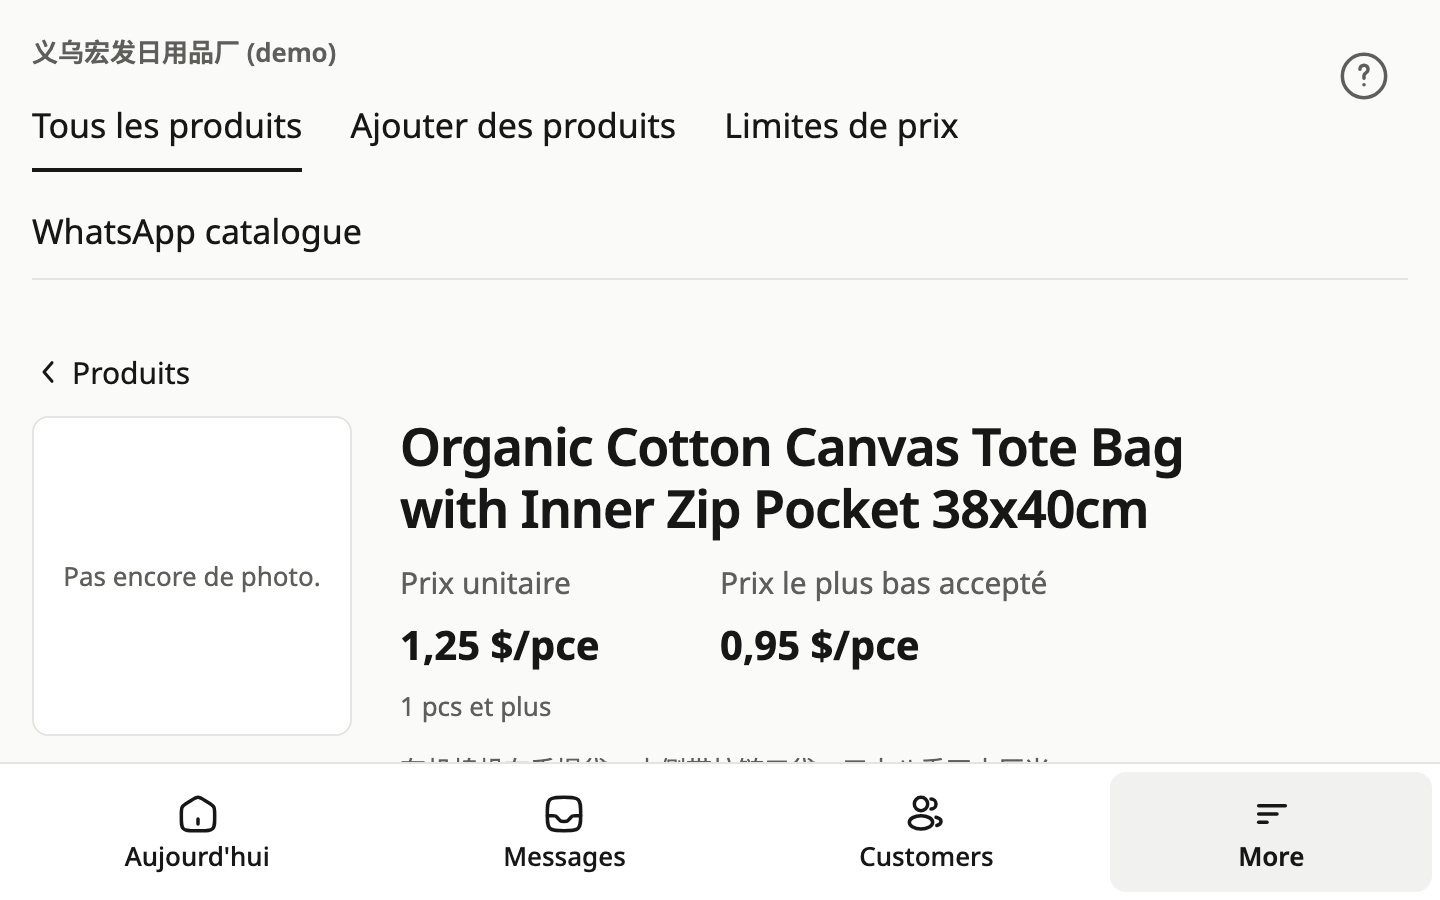 义乌宏发日用品厂 (demo)
Tous les produits
Ajouter des produits
Limites de prix
WhatsApp catalogue
Produits
Pas encore de photo.
Organic Cotton Canvas Tote Bag
with Inner Zip Pocket 38x40cm
Prix unitaire
Prix le plus bas accepté
1,25 $/pce
0,95 $/pce
1 pcs et plus
Aujourd'hui
Messages
Customers
More